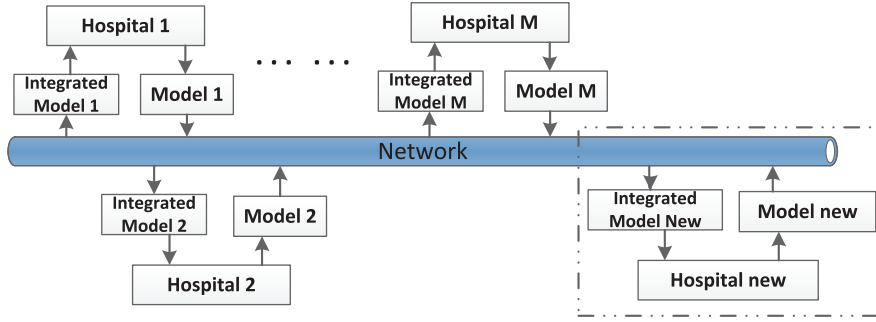 Hospital 1
Hospital M
Integrated
Model 1
Model 1
... ...
Integrated
Model M
Model M
Network
Integrated
Model 2
Model 2
Integrated
Model New
Model new
Hospital 2
Hospital new